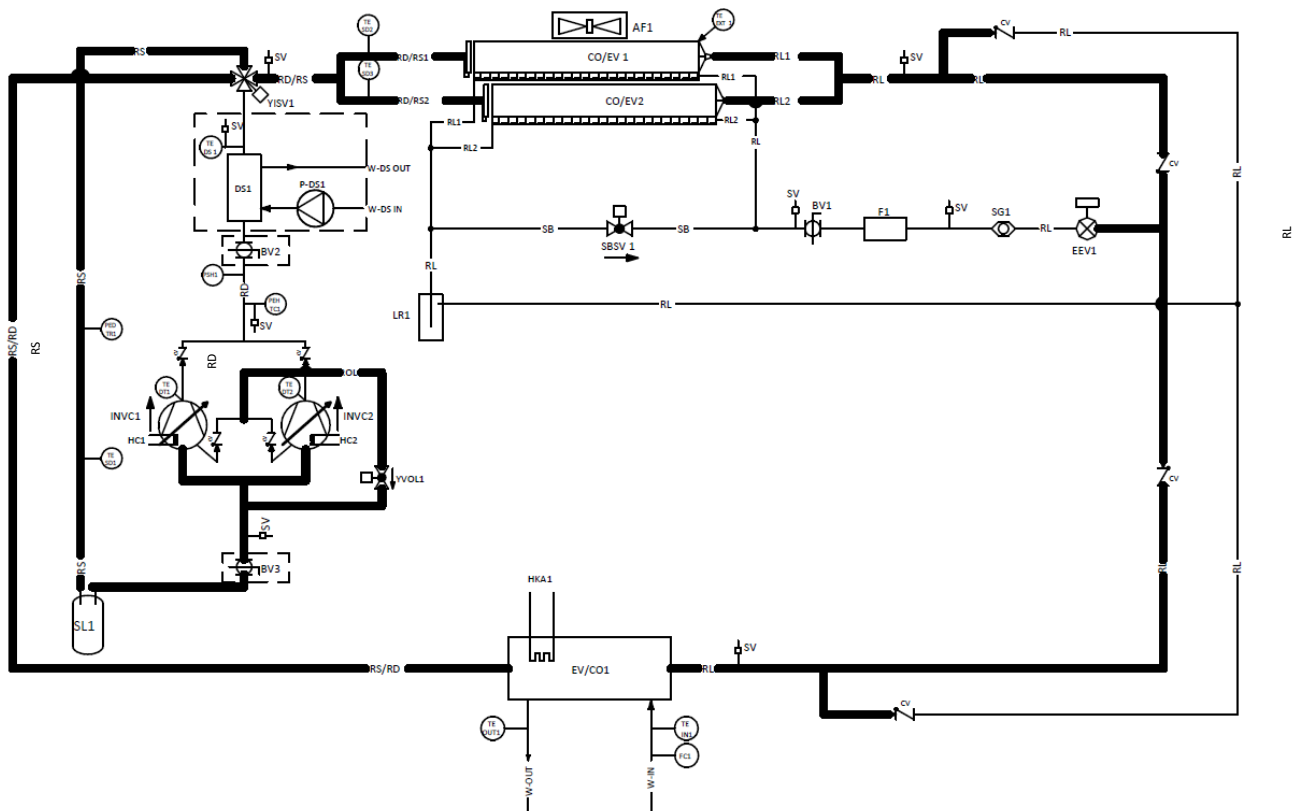 CV
TE
SD2
AF1
TE
EXT_1
RL
RS
SV
RD/RS
RD/RS1
CO/EV 1
RL1
SV
RL
RL
TE
SD3
YISV1
RL1
RD/RS2
CO/EV2
RL2
RL1
RL2
SV
TE
DS 1
RL2
RL
CV
W-DS OUT
RL
DS1
P-DS1
W-DS IN
SV
BV1
F1
SV
SG1
RL
SB
SB
RL
SBSV 1
EEV1
BV2
RL
PSH1
RD
RS
PEH
TC1
LR1
RL
SV
PED
TR1
RS/RD
RS
RD
TE
DT1
TE
DT2
OL
INVC1
INVC2
HC1
HC2
TE
SD1
YVOL1
CV
SV
RS
BV3
RL
RL
HKA1
SL1
SV
RS/RD
EV/CO1
RL
CV
TE
OUT1
TE
IN1
FC1
W-OUT
W-IN